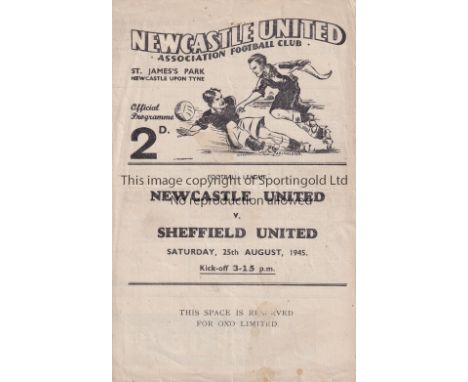 NEWCASTLE UNITED
ASSOCIATION FOOTBALL CLUB
ST. JAMES'S PARK
NEWCASTLE UPON TYNE
Official
Programme
2D.
FOOTBALL LEAGUE
This image copyright of Sportingold Ltd
NEWCASTLE UNITED
No reproduction allowed
v.
SHEFFIELD UNITED
SATURDAY, 25th AUGUST, 1945.
Kick-off 3-15 p.m.
THIS SPACE IS RESERVED
FOR OXO LIMITED.